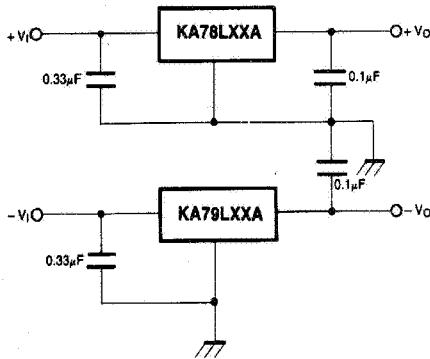 +VI
KA78LXXA
+VO
0.33µF
0.1µF
0.1µF
-VI
KA79LXXA
-VO
0.33µF